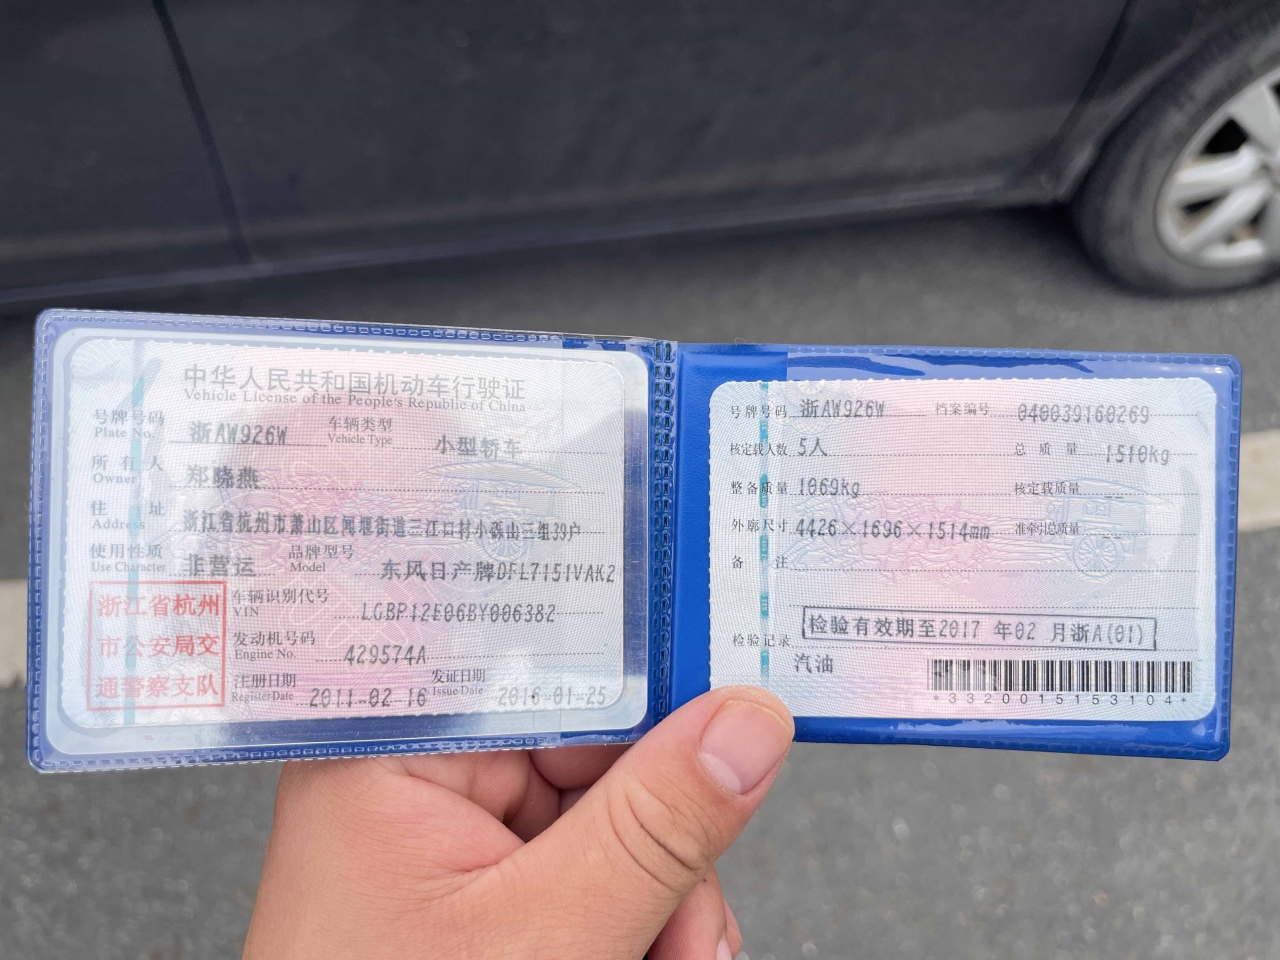 中华人民共和国机动车行驶证
Vehicle License of the People's Republic of China
号牌号码 浙AW926W 车辆类型 小型轿车
Plate No. Vehicle Type
所有人 郑晓燕
Owner
住址 浙江省杭州市萧山区闻堰街道三江口村小砾山三组39户
Address
使用性质 非营运 品牌型号 东风日产牌DFL7151VAK2
Use Character Model
浙江省杭州
市公安局交
通警察支队
车辆识别代号 LGBP12E06BY006382
VIN
发动机号码 429574A
Engine No.
注册日期 2011-02-16 发证日期 2016-01-25
Register Date Issue Date
号牌号码 浙AW926W 档案编号 040039160269
核定载人数 5人 总质量 1510kg
整备质量 1069kg 核定载质量
外廓尺寸 4426×1696×1514mm 准牵引总质量
备注
检验记录 检验有效期至2017 年02 月浙A(01)
汽油
*3320015153104*